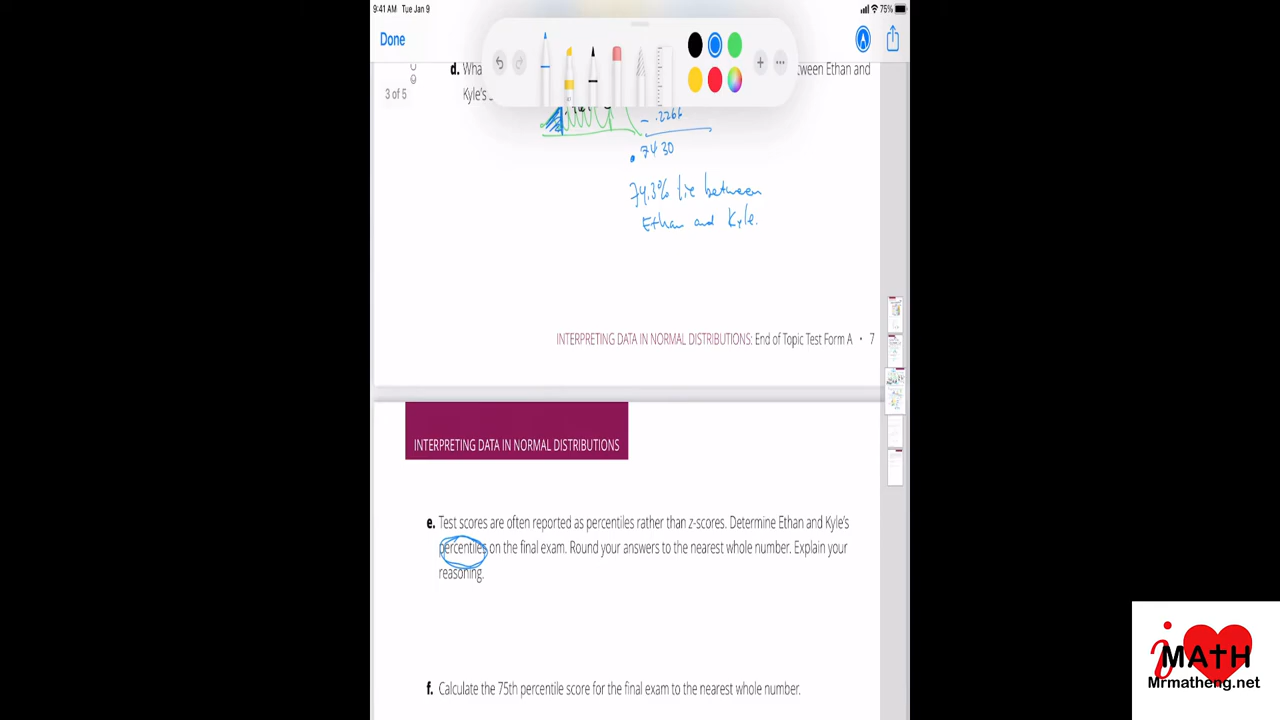 9:41 AM Tue Jan 9
75%
Done
d. Wha
tween Ethan and
3 of 5
Kyle's
- .2266
.7430
74.3% lie between
Ethan and Kyle.
INTERPRETING DATA IN NORMAL DISTRIBUTIONS: End of Topic Test Form A • 7
INTERPRETING DATA IN NORMAL DISTRIBUTIONS
e. Test scores are often reported as percentiles rather than z-scores. Determine Ethan and Kyle's
percentiles on the final exam. Round your answers to the nearest whole number. Explain your
reasoning.
f. Calculate the 75th percentile score for the final exam to the nearest whole number.
i
MATH
Mrmatheng.net